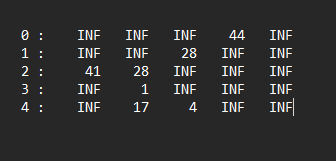 0 : INF INF INF 44 INF
1 : INF INF 28 INF INF
2 : 41 28 INF INF INF
3 : INF 1 INF INF INF
4 : INF 17 4 INF INF